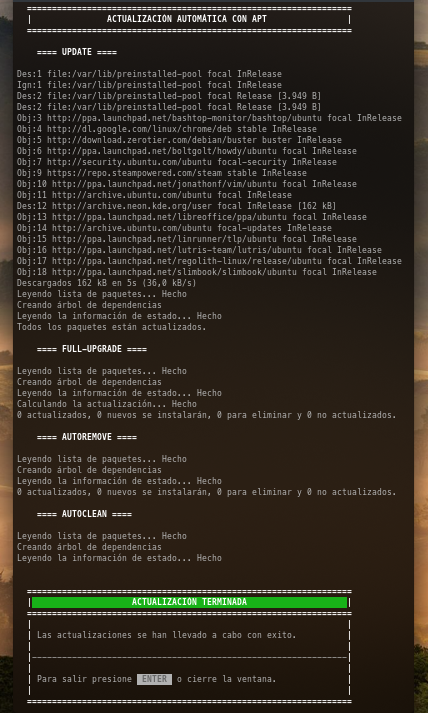 ACTUALIZACIÓN AUTOMÁTICA CON APT
==== UPDATE ====
Des:1 file:/var/lib/preinstalled-pool focal InRelease
Ign:1 file:/var/lib/preinstalled-pool focal InRelease
Des:2 file:/var/lib/preinstalled-pool focal Release [3.949 B]
Des:2 file:/var/lib/preinstalled-pool focal Release [3.949 B]
Obj:3 http://ppa.launchpad.net/bashtop-monitor/bashtop/ubuntu focal InRelease
Obj:4 http://dl.google.com/linux/chrome/deb stable InRelease
Obj:5 http://download.zerotier.com/debian/buster buster InRelease
Obj:6 http://ppa.launchpad.net/boltgolt/howdy/ubuntu focal InRelease
Obj:7 http://security.ubuntu.com/ubuntu focal-security InRelease
Obj:9 https://repo.steampowered.com/steam stable InRelease
Obj:10 http://ppa.launchpad.net/jonathonf/vim/ubuntu focal InRelease
Obj:11 http://archive.ubuntu.com/ubuntu focal InRelease
Des:12 http://archive.neon.kde.org/user focal InRelease [162 kB]
Obj:13 http://ppa.launchpad.net/libreoffice/ppa/ubuntu focal InRelease
Obj:14 http://archive.ubuntu.com/ubuntu focal-updates InRelease
Obj:15 http://ppa.launchpad.net/linrunner/tlp/ubuntu focal InRelease
Obj:16 http://ppa.launchpad.net/lutris-team/lutris/ubuntu focal InRelease
Obj:17 http://ppa.launchpad.net/regolith-linux/release/ubuntu focal InRelease
Obj:18 http://ppa.launchpad.net/slimbook/slimbook/ubuntu focal InRelease
Descargados 162 kB en 5s (36,0 kB/s)
Leyendo lista de paquetes... Hecho
Creando árbol de dependencias
Leyendo la información de estado... Hecho
Todos los paquetes están actualizados.
==== FULL-UPGRADE ====
Leyendo lista de paquetes... Hecho
Creando árbol de dependencias
Leyendo la información de estado... Hecho
Calculando la actualización... Hecho
0 actualizados, 0 nuevos se instalarán, 0 para eliminar y 0 no actualizados.
==== AUTOREMOVE ====
Leyendo lista de paquetes... Hecho
Creando árbol de dependencias
Leyendo la información de estado... Hecho
0 actualizados, 0 nuevos se instalarán, 0 para eliminar y 0 no actualizados.
==== AUTOCLEAN ====
Leyendo lista de paquetes... Hecho
Creando árbol de dependencias
Leyendo la información de estado... Hecho
ACTUALIZACIÓN TERMINADA
Las actualizaciones se han llevado a cabo con exito.
Para salir presione ENTER o cierre la ventana.